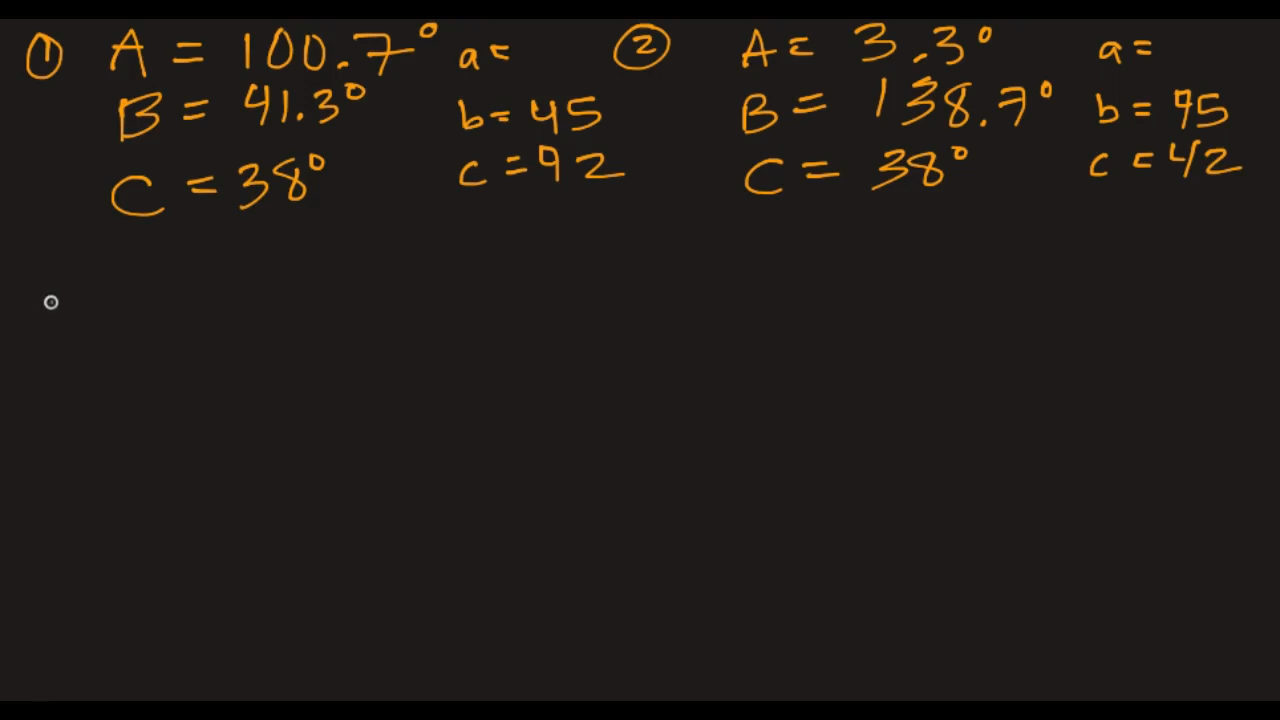 ① A = 100.7° a =
B = 41.3° b = 45
C = 38° c = 42
② A = 3.3° a =
B = 138.7° b = 45
C = 38° c = 42